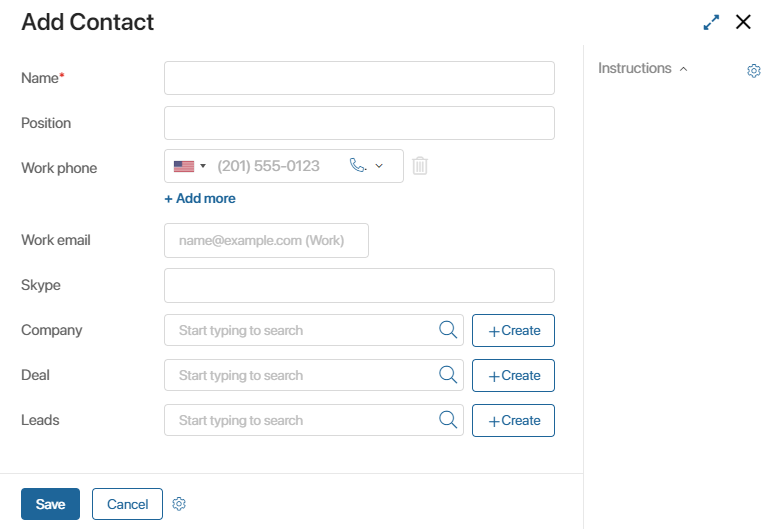 Add Contact
Instructions
Name*
Position
Work phone (201) 555-0123
+ Add more
Work email name@example.com (Work)
Skype
Company Start typing to search +Create
Deal Start typing to search +Create
Leads Start typing to search +Create
Save Cancel